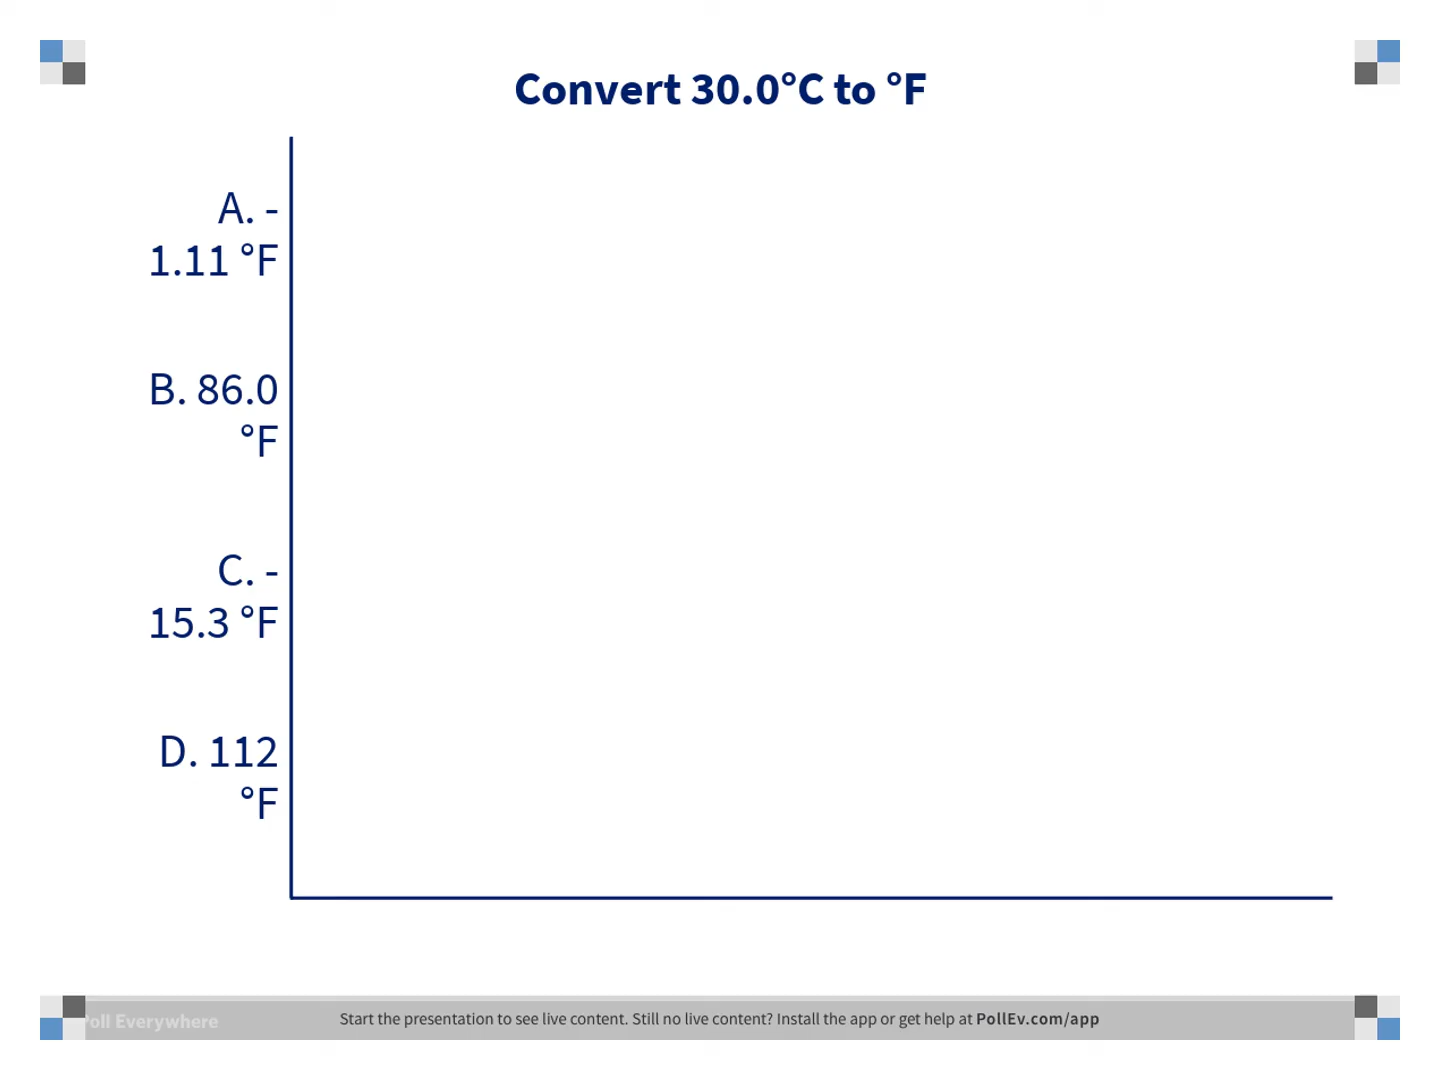 Convert 30.0°C to °F
A. -
1.11 °F
B. 86.0
°F
C. -
15.3 °F
D. 112
°F
Poll Everywhere
Start the presentation to see live content. Still no live content? Install the app or get help at PollEv.com/app